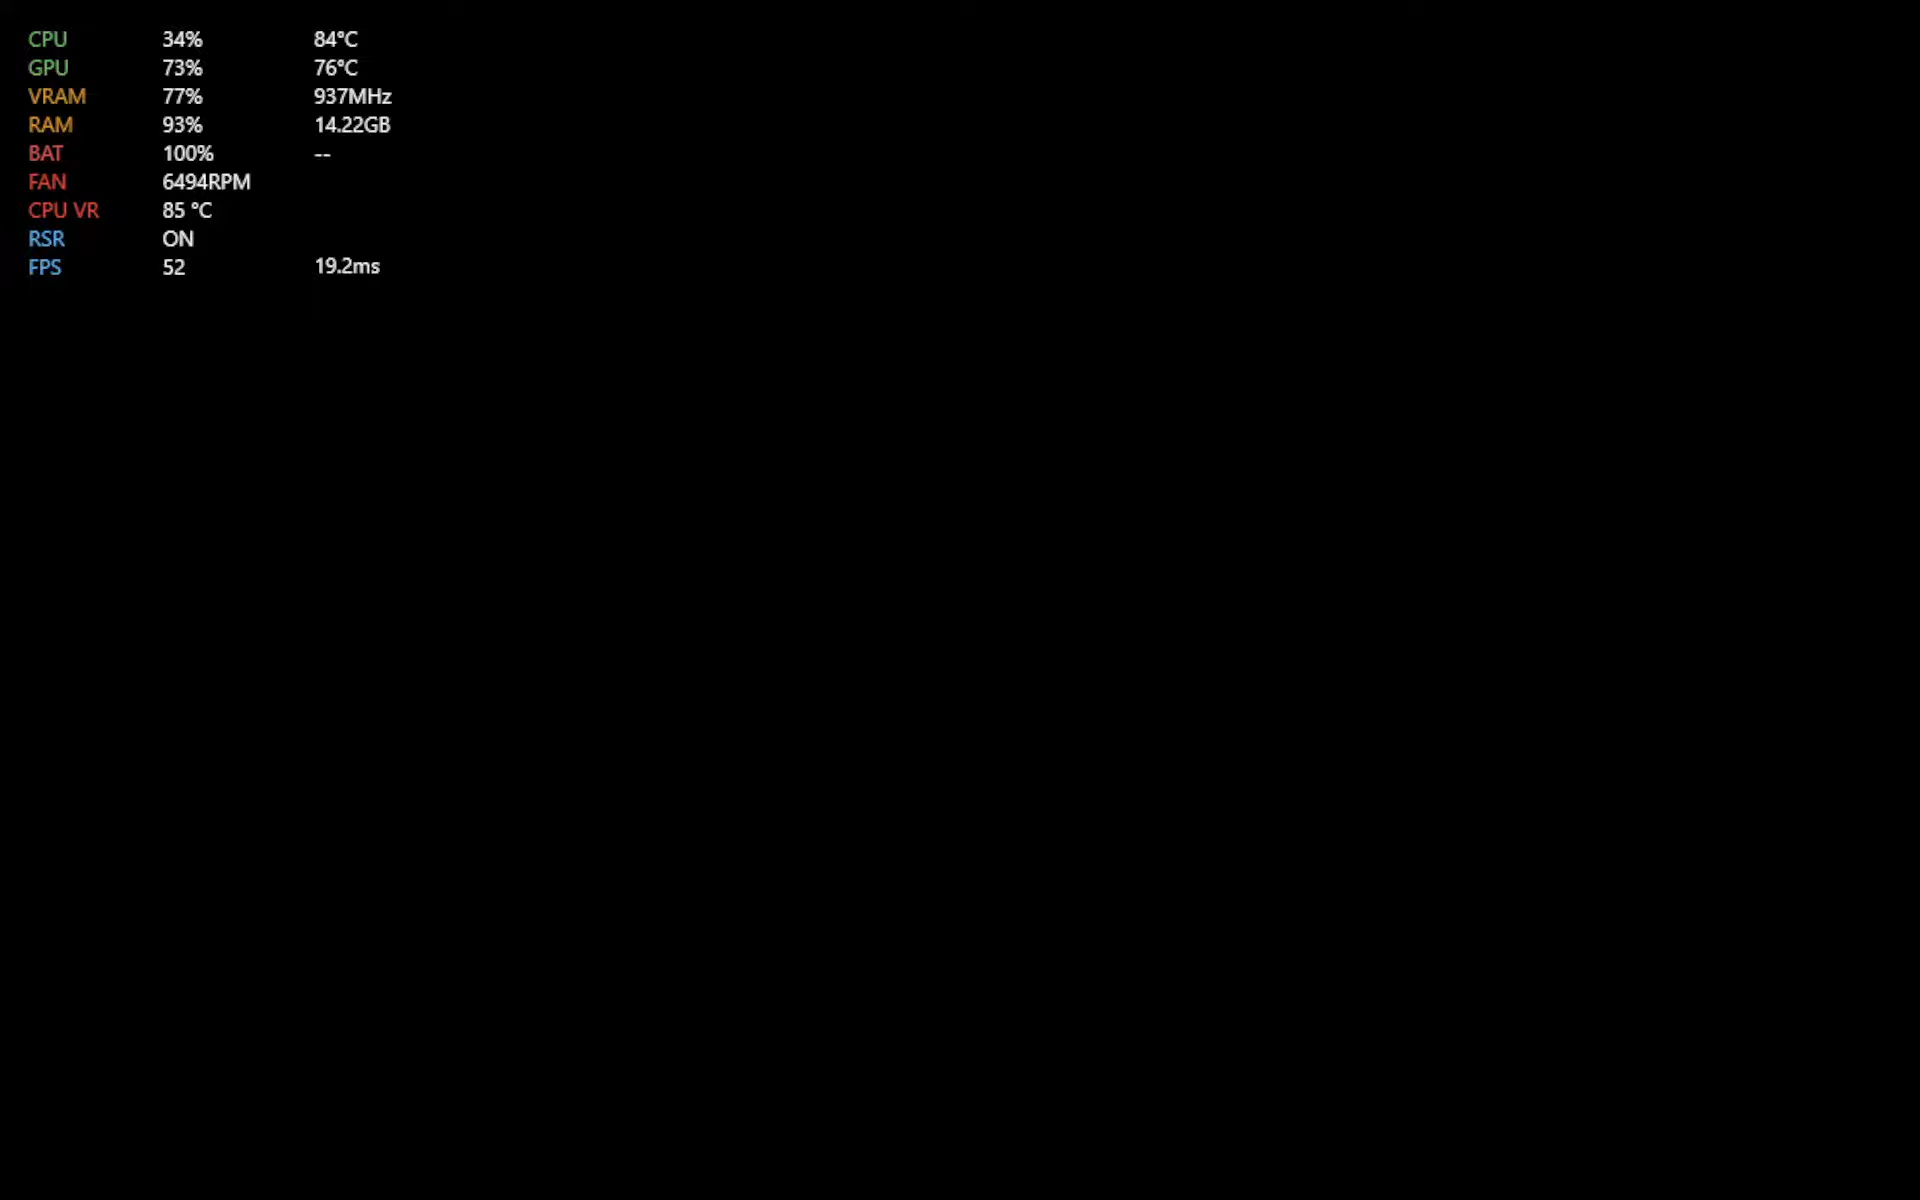 CPU 34% 84°C
GPU 73% 76°C
VRAM 77% 937MHz
RAM 93% 14.22GB
BAT 100% --
FAN 6494RPM
CPU VR 85 °C
RSR ON
FPS 52 19.2ms